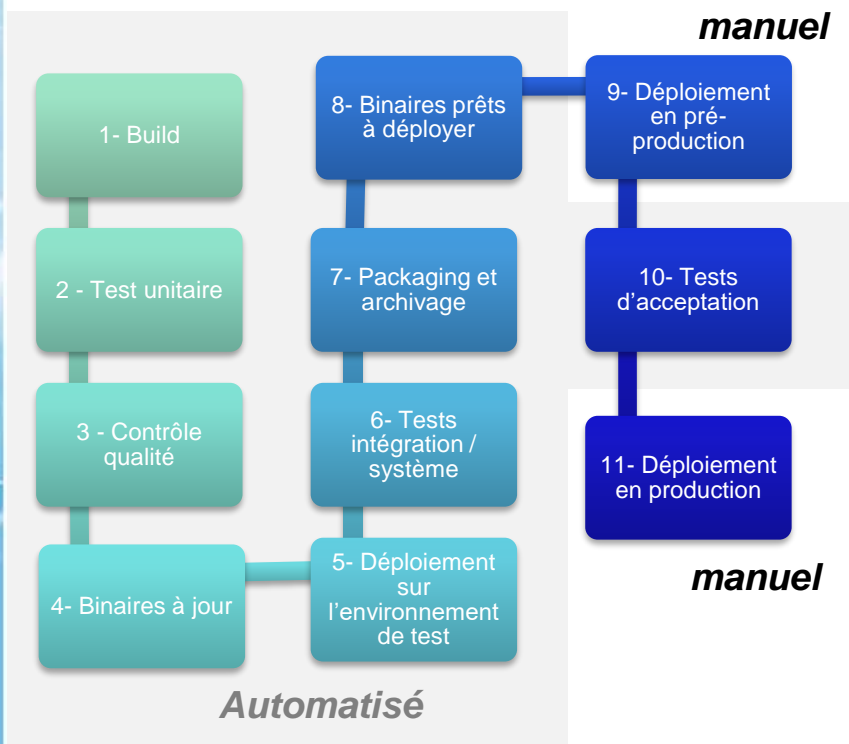 manuel
1- Build
2 - Test unitaire
3 - Contrôle
qualité
4- Binaires à jour
5- Déploiement
sur
l’environnement
de test
6- Tests
intégration /
système
7- Packaging et
archivage
8- Binaires prêts
à déployer
9- Déploiement
en pré-
production
10- Tests
d’acceptation
11- Déploiement
en production
manuel
Automatisé